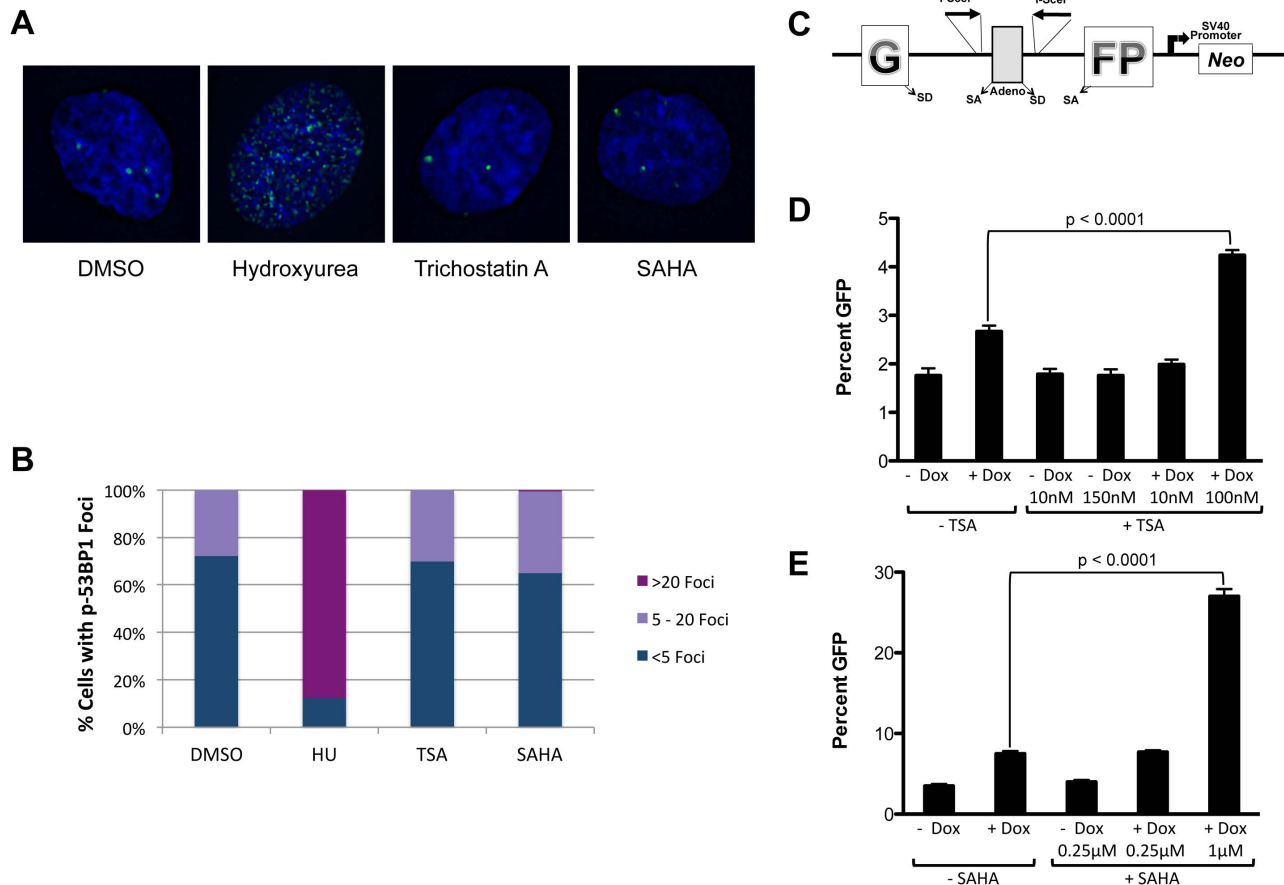 A
DMSO
Hydroxyurea
Trichostatin A
SAHA
B
% Cells with p-53BP1 Foci
100%
80%
60%
40%
20%
0%
DMSO
HU
TSA
SAHA
>20 Foci
5 - 20 Foci
<5 Foci
C
G
SD
SA
Adeno
SD
SA
FP
SV40
Promoter
Neo
D
Percent GFP
5
4
3
2
1
0
p < 0.0001
- Dox
+ Dox
- Dox
10nM
- Dox
150nM
+ Dox
10nM
+ Dox
100nM
- TSA
+ TSA
E
Percent GFP
30
20
10
0
p < 0.0001
- Dox
+ Dox
- Dox
0.25µM
+ Dox
0.25µM
+ Dox
1µM
- SAHA
+ SAHA